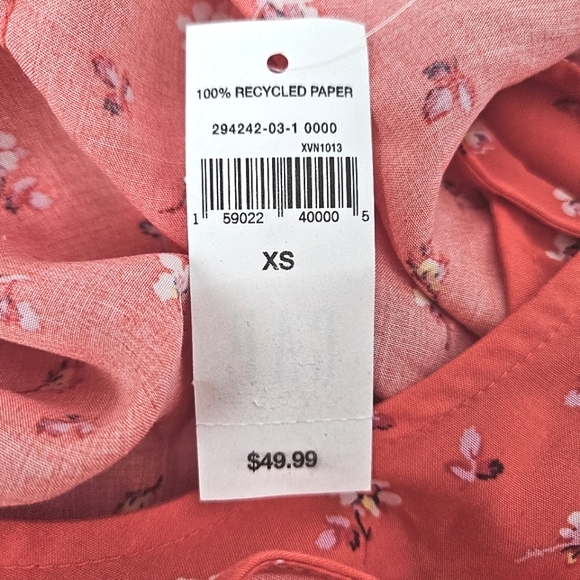 100% RECYCLED PAPER
294242-03-1 0000
XVN1013
1 59022 40000 5
XS
$49.99